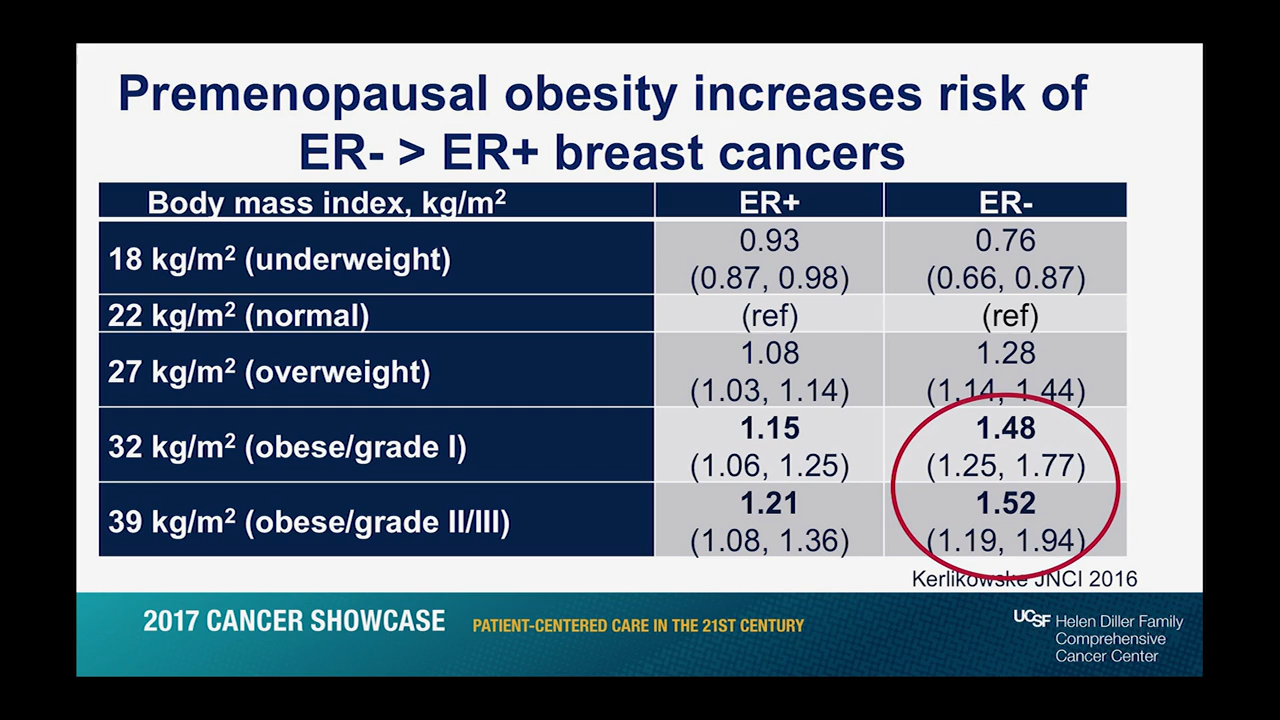 Premenopausal obesity increases risk of
ER- > ER+ breast cancers
Body mass index, kg/m² ER+ ER-
18 kg/m² (underweight) 0.93 (0.87, 0.98) 0.76 (0.66, 0.87)
22 kg/m² (normal) (ref) (ref)
27 kg/m² (overweight) 1.08 (1.03, 1.14) 1.28 (1.14, 1.44)
32 kg/m² (obese/grade I) 1.15 (1.06, 1.25) 1.48 (1.25, 1.77)
39 kg/m² (obese/grade II/III) 1.21 (1.08, 1.36) 1.52 (1.19, 1.94)
Kerlikowske JNCI 2016
2017 CANCER SHOWCASE PATIENT-CENTERED CARE IN THE 21ST CENTURY
UCSF Helen Diller Family
Comprehensive
Cancer Center